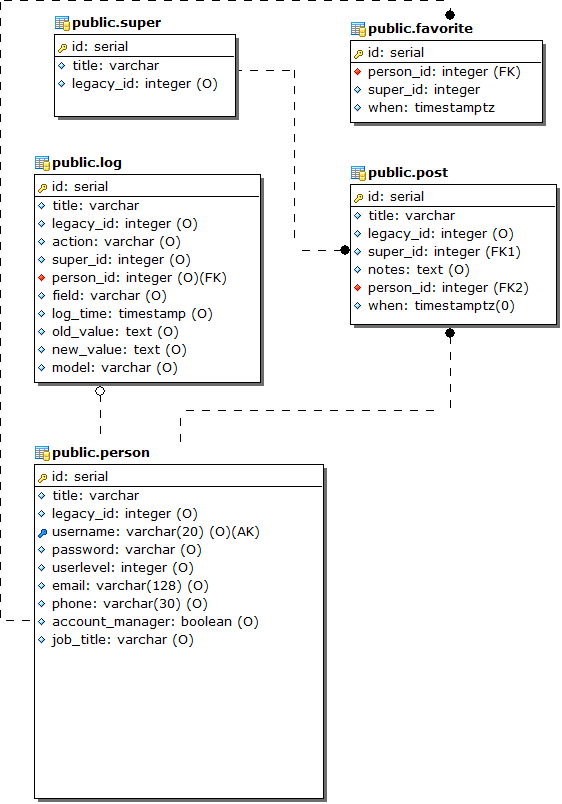 public.super
id: serial
title: varchar
legacy_id: integer (O)
public.favorite
id: serial
person_id: integer (FK)
super_id: integer
when: timestamptz
public.log
id: serial
title: varchar
legacy_id: integer (O)
action: varchar (O)
super_id: integer (O)
person_id: integer (O)(FK)
field: varchar (O)
log_time: timestamp (O)
old_value: text (O)
new_value: text (O)
model: varchar (O)
public.post
id: serial
title: varchar
legacy_id: integer (O)
super_id: integer (FK1)
notes: text (O)
person_id: integer (FK2)
when: timestamptz(0)
public.person
id: serial
title: varchar
legacy_id: integer (O)
username: varchar(20) (O)(AK)
password: varchar (O)
userlevel: integer (O)
email: varchar(128) (O)
phone: varchar(30) (O)
account_manager: boolean (O)
job_title: varchar (O)